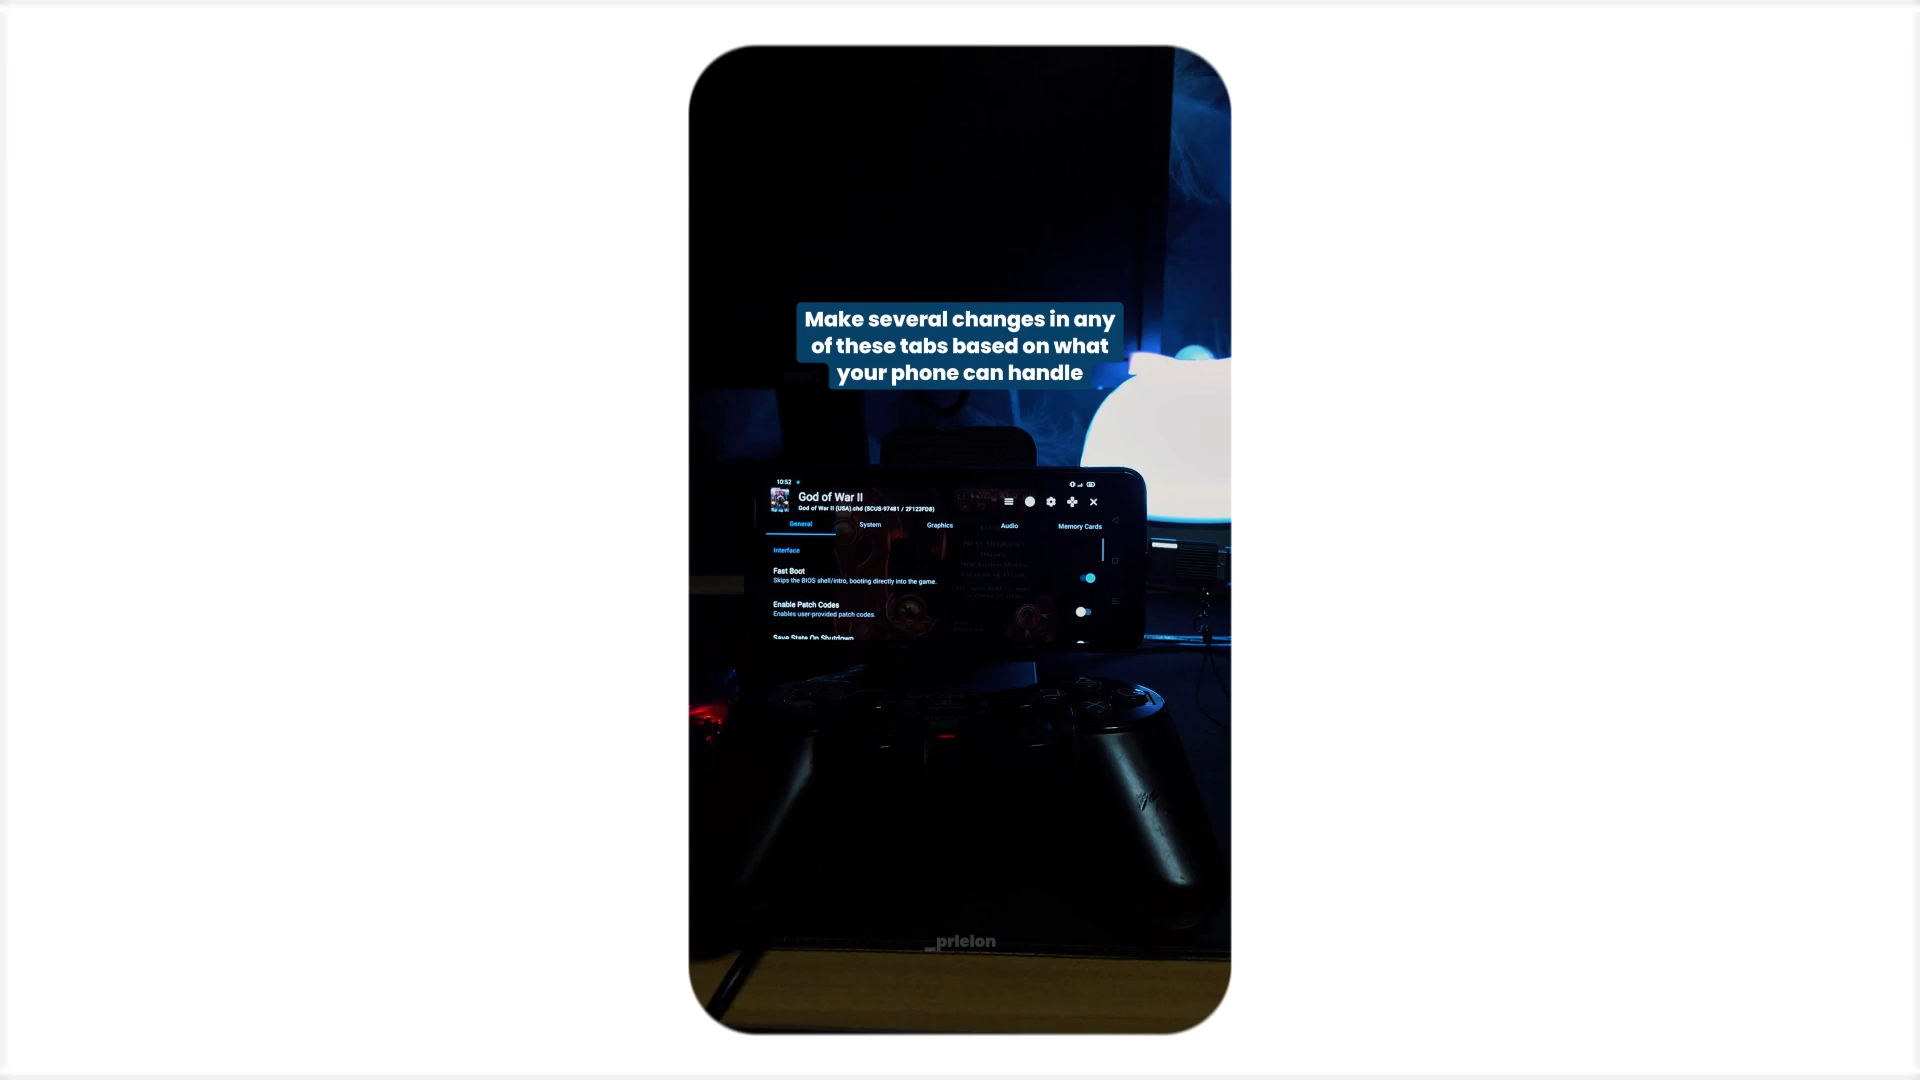 Make several changes in any
of these tabs based on what
your phone can handle
10:52
God of War II
God of War II (USA).chd (SCUS-97481 / 2F123FD8)
General System Graphics Audio Memory Cards
Interface
Fast Boot
Skips the BIOS shell/intro, booting directly into the game.
Enable Patch Codes
Enables user-provided patch codes.
Save State On Shutdown
_prielon